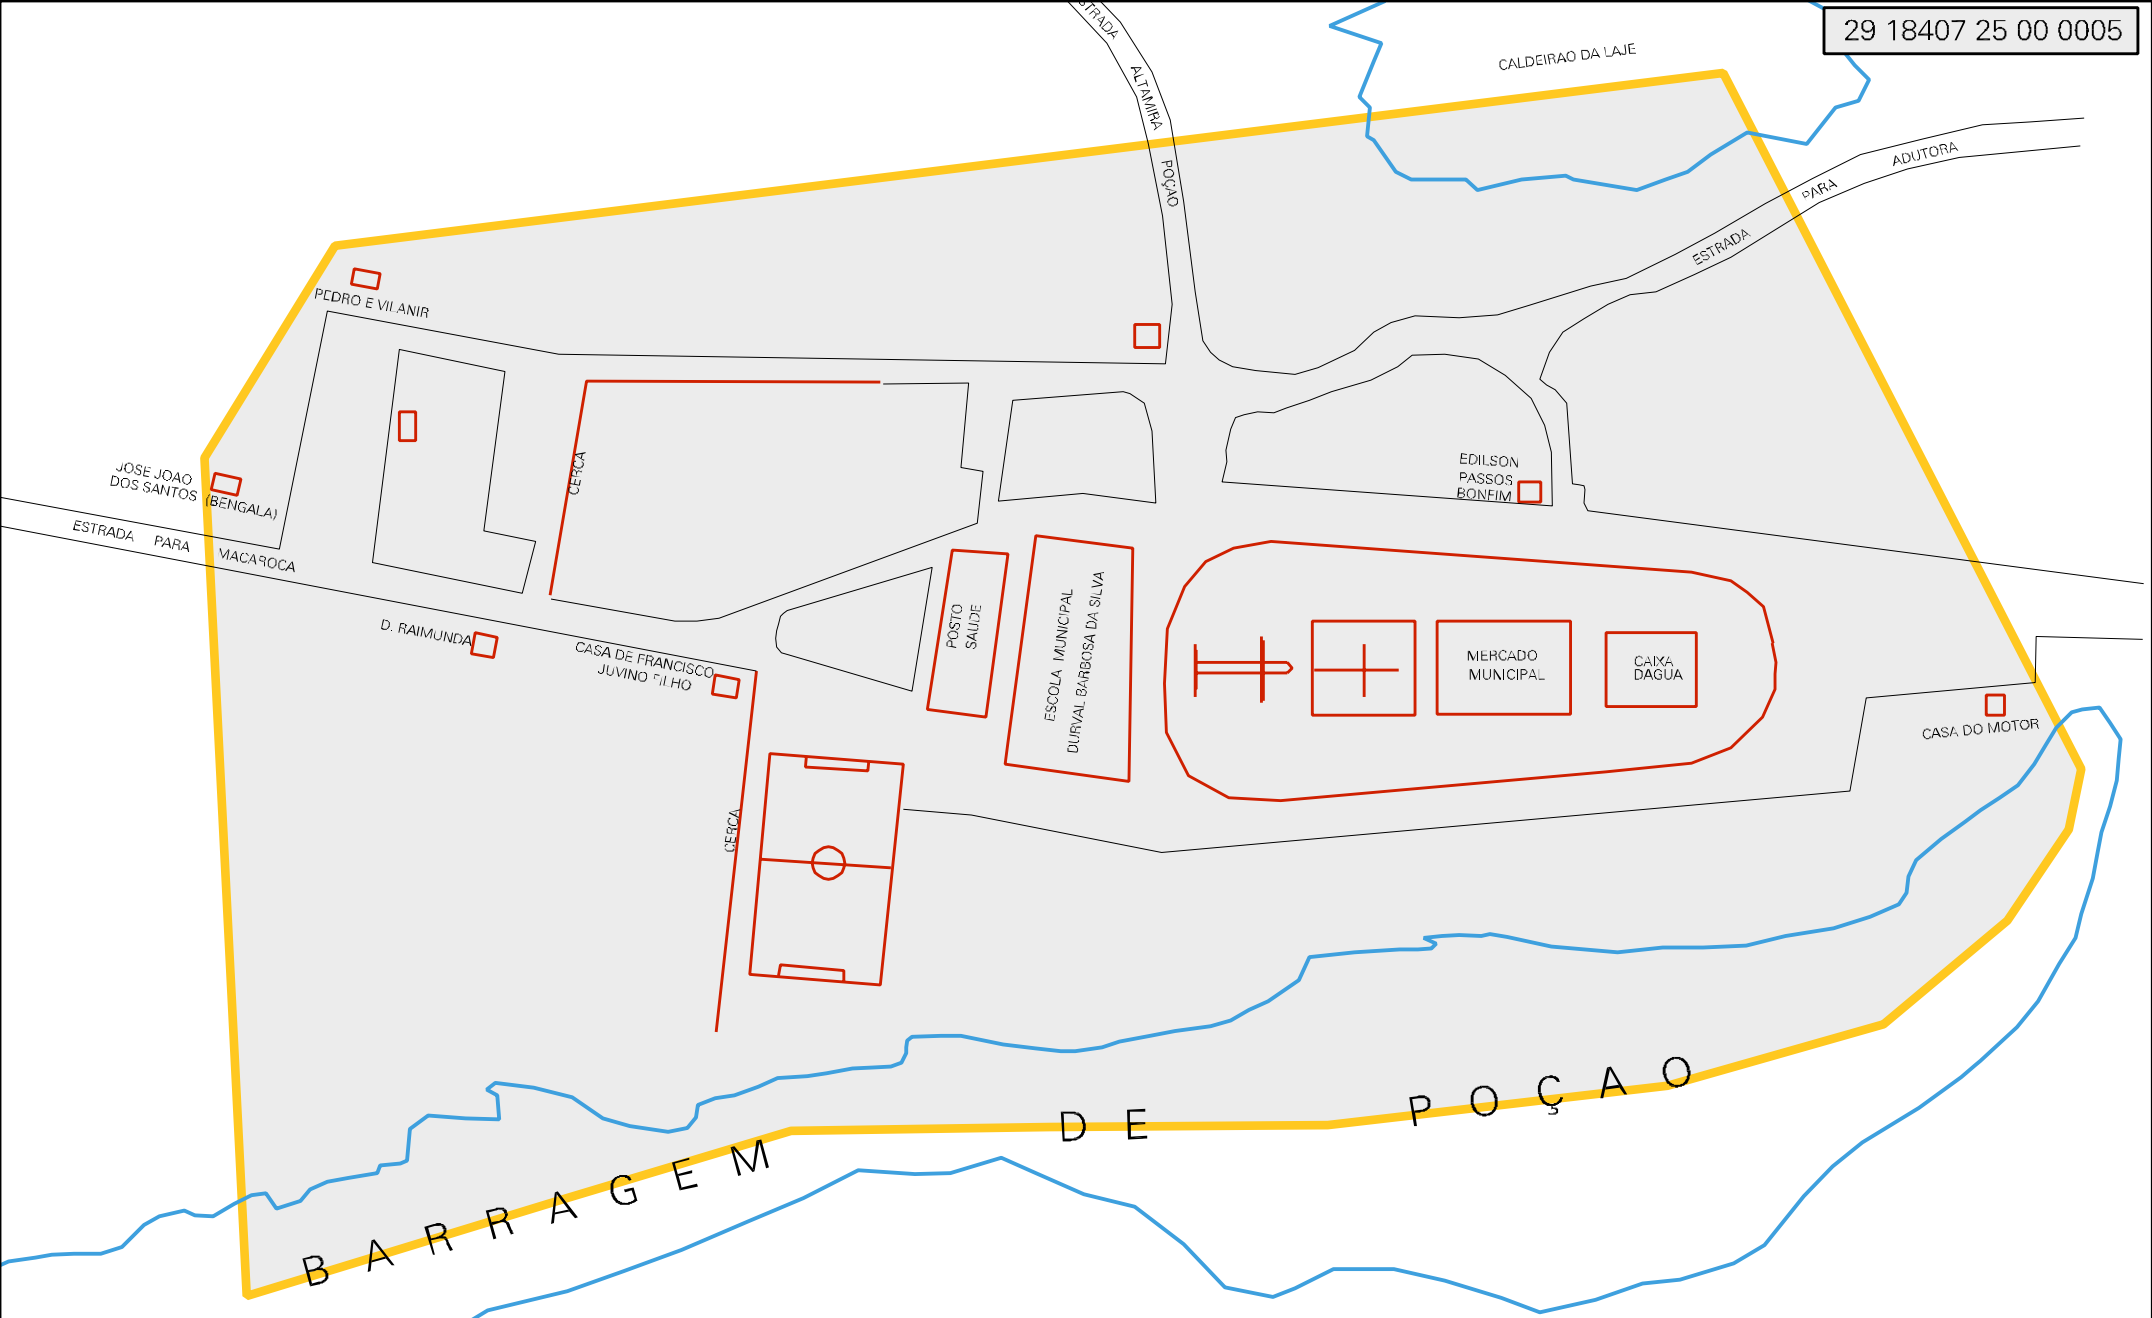 29 18407 25 00 0005
CALDEIRAO DA LAJE
STRADA ALTAMIRA POÇAO
ESTRADA PARA ADUTORA
PEDRO E VILANIR
JOSE JOAO
DOS SANTOS (BENGALA)
ESTRADA PARA MACAROCA
CERCA
EDILSON
PASSOS
BONFIM
D. RAIMUNDA
CASA DE FRANCISCO
JUVINO FILHO
POSTO
SAUDE
ESCOLA MUNICIPAL
DURVAL BARBOSA DA SILVA
MERCADO
MUNICIPAL
CAIXA
DAGUA
CASA DO MOTOR
CERCA
BARRAGEM DE POÇAO